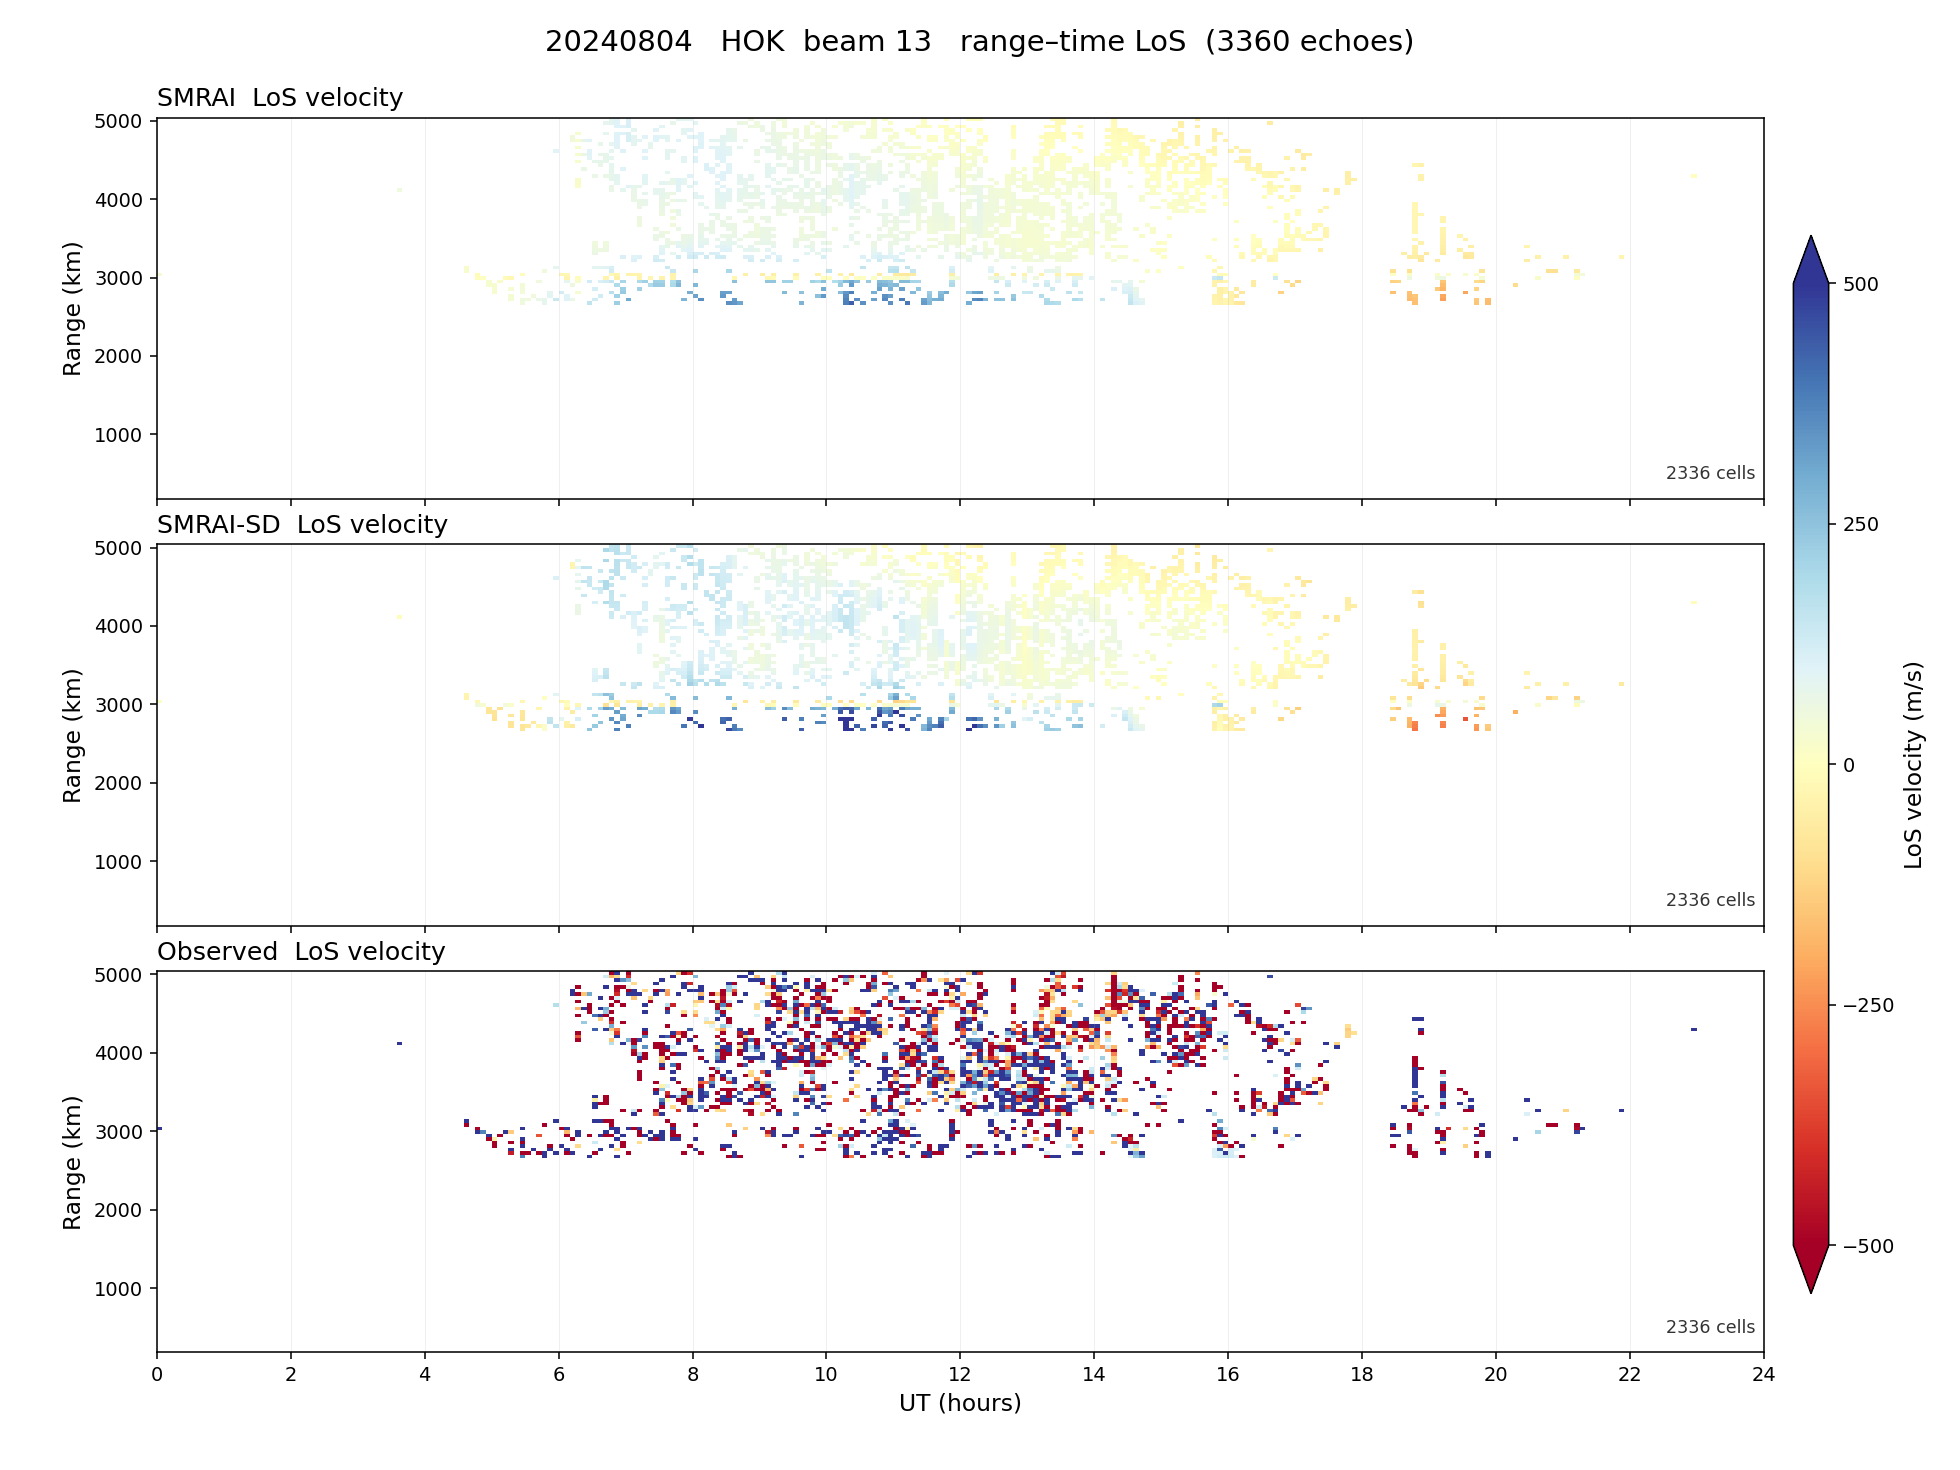 20240804   HOK  beam 13   range–time LoS  (3360 echoes)
SMRAI  LoS velocity
5000
4000
3000
2000
1000
Range (km)
2336 cells
SMRAI-SD  LoS velocity
5000
4000
3000
2000
1000
Range (km)
2336 cells
Observed  LoS velocity
5000
4000
3000
2000
1000
Range (km)
2336 cells
0 2 4 6 8 10 12 14 16 18 20 22 24
UT (hours)
500
250
0
−250
−500
LoS velocity (m/s)